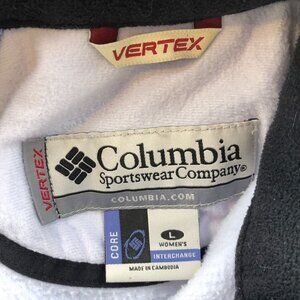 VERTEX
VERTEX
Columbia
Sportswear Company®
COLUMBIA.COM
CORE
L
WOMEN'S
INTERCHANGE
MADE IN CAMBODIA